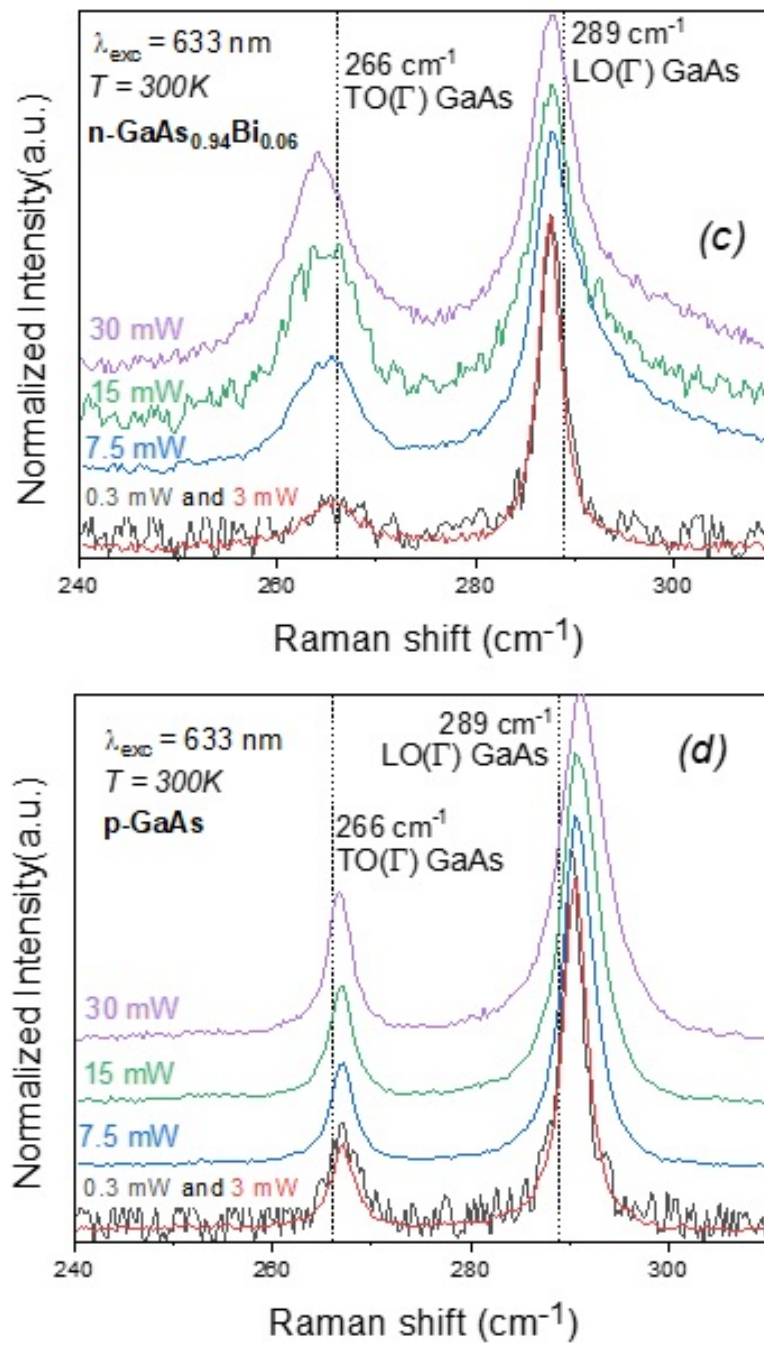 λexc = 633 nm
T = 300K
n-GaAs0.94Bi0.06
266 cm-1
TO(Γ) GaAs
289 cm-1
LO(Γ) GaAs
(c)
30 mW
15 mW
7.5 mW
0.3 mW and 3 mW
Normalized Intensity(a.u.)
240 260 280 300
Raman shift (cm-1)
λexc = 633 nm
T = 300K
p-GaAs
289 cm-1
LO(Γ) GaAs
(d)
266 cm-1
TO(Γ) GaAs
30 mW
15 mW
7.5 mW
0.3 mW and 3 mW
Normalized Intensity(a.u.)
240 260 280 300
Raman shift (cm-1)